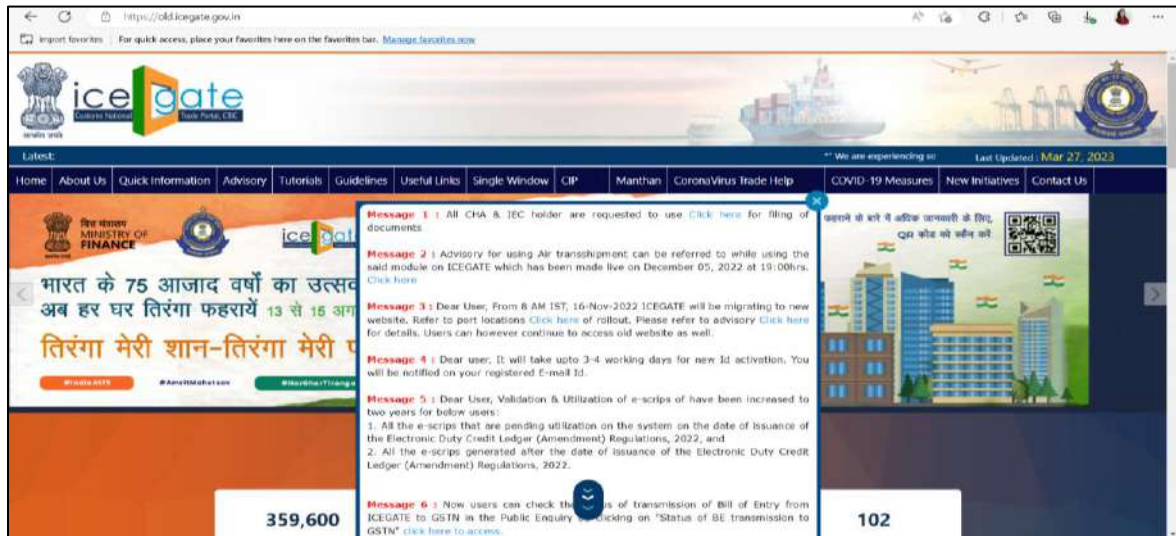 https://old.icegate.gov.in
Import favorites For quick access, place your favorites here on the favorites bar. Manage favorites now
ice gate
Customs National Trade Portal, CBIC
Latest: ** We are experiencing so Last Updated : Mar 27, 2023
Home About Us Quick Information Advisory Tutorials Guidelines Useful Links Single Window CIP Manthan CoronaVirus Trade Help COVID-19 Measures New Initiatives Contact Us
वित्त मंत्रालय
MINISTRY OF
FINANCE
भारत के 75 आजाद वर्षों का उत्सव
अब हर घर तिरंगा फहरायें 13 से 15 अग
तिरंगा मेरी शान-तिरंगा मेरी
#IndiaAt75 #AmritMahotsav #HarGharTiranga
Message 1 : All CHA & IEC holder are requested to use Click here for filing of
documents
Message 2 : Advisory for using Air transshipment can be referred to while using the
said module on ICEGATE which has been made live on December 05, 2022 at 19:00hrs.
Click here
Message 3 : Dear User, From 8 AM IST, 16-Nov-2022 ICEGATE will be migrating to new
website. Refer to port locations Click here of rollout. Please refer to advisory Click here
for details. Users can however continue to access old website as well.
Message 4 : Dear user, It will take upto 3-4 working days for new Id activation. You
will be notified on your registered E-mail Id.
Message 5 : Dear User, Validation & Utilization of e-scrips of have been increased to
two years for below users:
1. All the e-scrips that are pending utilization on the system on the date of issuance of
the Electronic Duty Credit Ledger (Amendment) Regulations, 2022, and
2. All the e-scrips generated after the date of issuance of the Electronic Duty Credit
Ledger (Amendment) Regulations, 2022.
Message 6 : Now users can check the s of transmission of Bill of Entry from
ICEGATE to GSTN in the Public Enquiry clicking on "Status of BE transmission to
GSTN" click here to access.
फहराने के बारे में अधिक जानकारी के लिए,
QR कोड को स्कैन करें
359,600
102